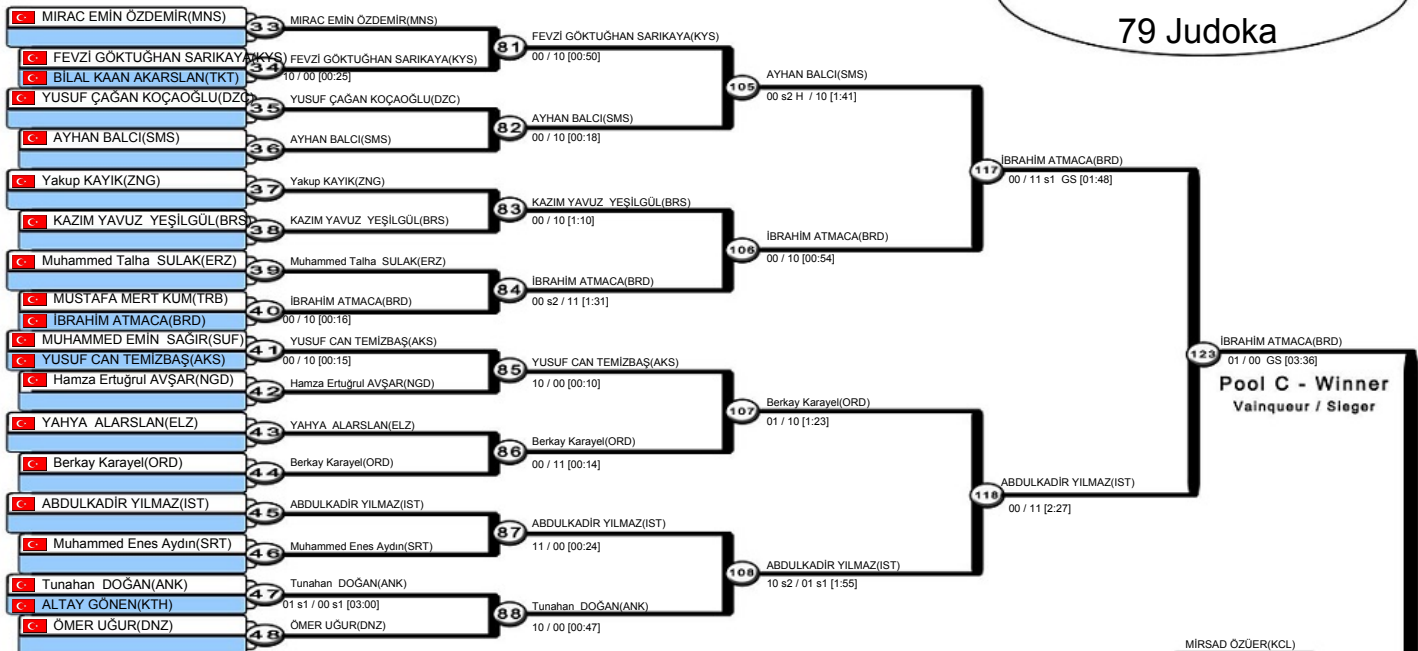 79 Judoka
MIRAC EMİN ÖZDEMİR(MNS)
33
MIRAC EMİN ÖZDEMİR(MNS)
FEVZİ GÖKTUĞHAN SARIKAYA(KYS)
BİLAL KAAN AKARSLAN(TKT)
34
FEVZİ GÖKTUĞHAN SARIKAYA(KYS)
10 / 00 [00:25]
81
FEVZİ GÖKTUĞHAN SARIKAYA(KYS)
00 / 10 [00:50]
YUSUF ÇAĞAN KOÇAOĞLU(DZC)
35
YUSUF ÇAĞAN KOÇAOĞLU(DZC)
AYHAN BALCI(SMS)
36
AYHAN BALCI(SMS)
82
AYHAN BALCI(SMS)
00 / 10 [00:18]
105
AYHAN BALCI(SMS)
00 s2 H / 10 [1:41]
Yakup KAYIK(ZNG)
37
Yakup KAYIK(ZNG)
KAZIM YAVUZ YEŞİLGÜL(BRS)
38
KAZIM YAVUZ YEŞİLGÜL(BRS)
83
KAZIM YAVUZ YEŞİLGÜL(BRS)
00 / 10 [1:10]
Muhammed Talha SULAK(ERZ)
39
Muhammed Talha SULAK(ERZ)
MUSTAFA MERT KUM(TRB)
İBRAHİM ATMACA(BRD)
40
İBRAHİM ATMACA(BRD)
00 / 10 [00:16]
84
İBRAHİM ATMACA(BRD)
00 s2 / 11 [1:31]
106
İBRAHİM ATMACA(BRD)
00 / 10 [00:54]
117
İBRAHİM ATMACA(BRD)
00 / 11 s1 GS [01:48]
MUHAMMED EMİN SAĞIR(SUF)
YUSUF CAN TEMİZBAŞ(AKS)
41
YUSUF CAN TEMİZBAŞ(AKS)
00 / 10 [00:15]
Hamza Ertuğrul AVŞAR(NGD)
42
Hamza Ertuğrul AVŞAR(NGD)
85
YUSUF CAN TEMİZBAŞ(AKS)
10 / 00 [00:10]
YAHYA ALARSLAN(ELZ)
43
YAHYA ALARSLAN(ELZ)
Berkay Karayel(ORD)
44
Berkay Karayel(ORD)
86
Berkay Karayel(ORD)
00 / 11 [00:14]
107
Berkay Karayel(ORD)
01 / 10 [1:23]
ABDULKADİR YILMAZ(IST)
45
ABDULKADİR YILMAZ(IST)
Muhammed Enes Aydın(SRT)
46
Muhammed Enes Aydın(SRT)
87
ABDULKADİR YILMAZ(IST)
11 / 00 [00:24]
Tunahan DOĞAN(ANK)
ALTAY GÖNEN(KTH)
47
Tunahan DOĞAN(ANK)
01 s1 / 00 s1 [03:00]
ÖMER UĞUR(DNZ)
48
ÖMER UĞUR(DNZ)
88
Tunahan DOĞAN(ANK)
10 / 00 [00:47]
108
ABDULKADİR YILMAZ(IST)
10 s2 / 01 s1 [1:55]
118
ABDULKADİR YILMAZ(IST)
00 / 11 [2:27]
123
İBRAHİM ATMACA(BRD)
01 / 00 GS [03:36]
Pool C - Winner
Vainqueur / Sieger
MİRSAD ÖZÜER(KCL)